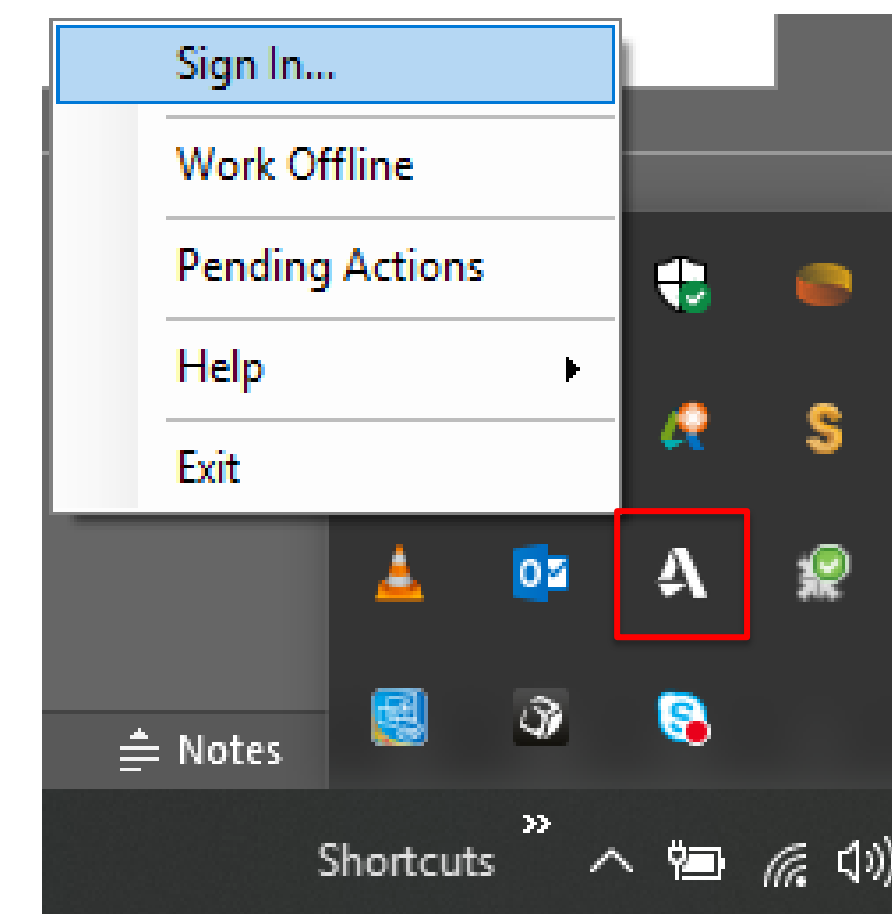 Sign In...
Work Offline
Pending Actions
Help
Exit
Notes
Shortcuts